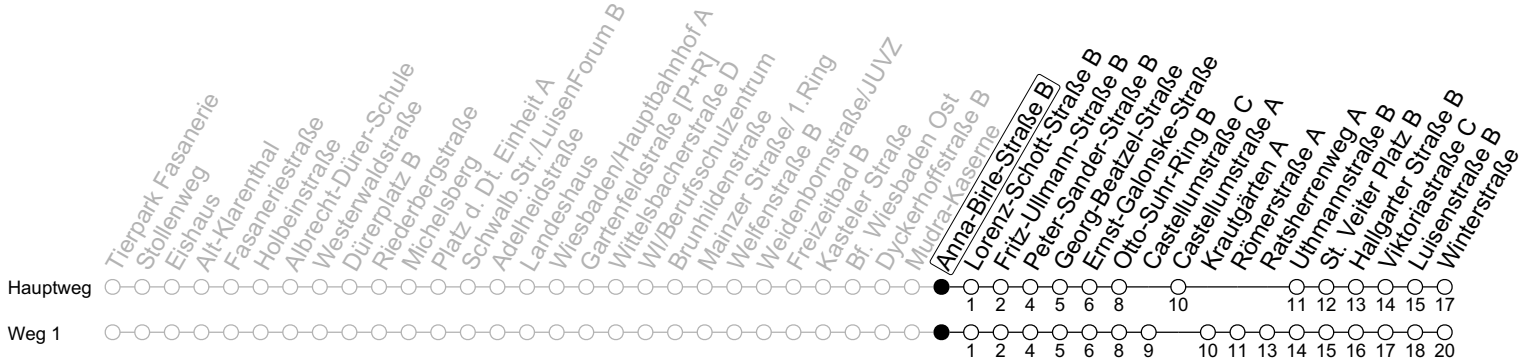 Tierpark Fasanerie
Stollenweg
Eishaus
Alt-Klarenthal
Fasaneriestraße
Holbeinstraße
Albrecht-Dürer-Schule
Westerwaldstraße
Dürerplatz B
Riederbergstraße
Michelsberg
Platz d. Dt. Einheit A
Schwalb.Str./LuisenForum B
Adelheidstraße
Landeshaus
Wiesbaden/Hauptbahnhof A
Gartenfeldstraße [P+R]
Wittelsbacherstraße D
WI/Berufsschulzentrum
Brunhildenstraße
Mainzer Straße/ 1.Ring
Welfenstraße B
Weidenbornstraße/JUVZ
Freizeitbad B
Kasteler Straße
Bf. Wiesbaden Ost
Dyckerhoffstraße B
Mudra-Kaserne
Anna-Birle-Straße B
Lorenz-Schott-Straße B
Fritz-Ullmann-Straße B
Peter-Sander-Straße B
Georg-Beatzel-Straße
Ernst-Galonske-Straße
Otto-Suhr-Ring B
Castellumstraße C
Castellumstraße A
Krautgärten A
Römerstraße A
Ratsherrenweg A
Uthmannstraße B
St. Veiter Platz B
Hallgarter Straße B
Viktoriastraße C
Luisenstraße B
Winterstraße
Hauptweg
1 2 4 5 6 8 10 11 12 13 14 15 17
Weg 1
1 2 4 5 6 8 9 10 11 13 14 15 16 17 18 20